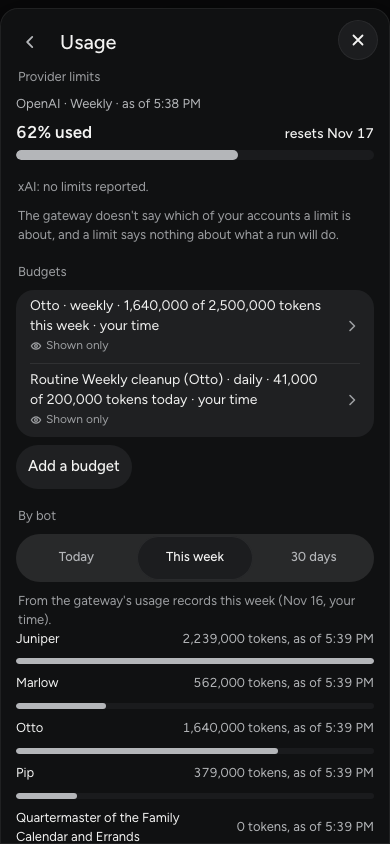 Usage
Provider limits
OpenAI · Weekly · as of 5:38 PM
62% used
resets Nov 17
xAI: no limits reported.
The gateway doesn't say which of your accounts a limit is
about, and a limit says nothing about what a run will do.
Budgets
Otto · weekly · 1,640,000 of 2,500,000 tokens
this week · your time
Shown only
Routine Weekly cleanup (Otto) · daily · 41,000
of 200,000 tokens today · your time
Shown only
Add a budget
By bot
Today
This week
30 days
From the gateway's usage records this week (Nov 16, your
time).
Juniper
2,239,000 tokens, as of 5:39 PM
Marlow
562,000 tokens, as of 5:39 PM
Otto
1,640,000 tokens, as of 5:39 PM
Pip
379,000 tokens, as of 5:39 PM
Quartermaster of the Family
Calendar and Errands
0 tokens, as of 5:39 PM